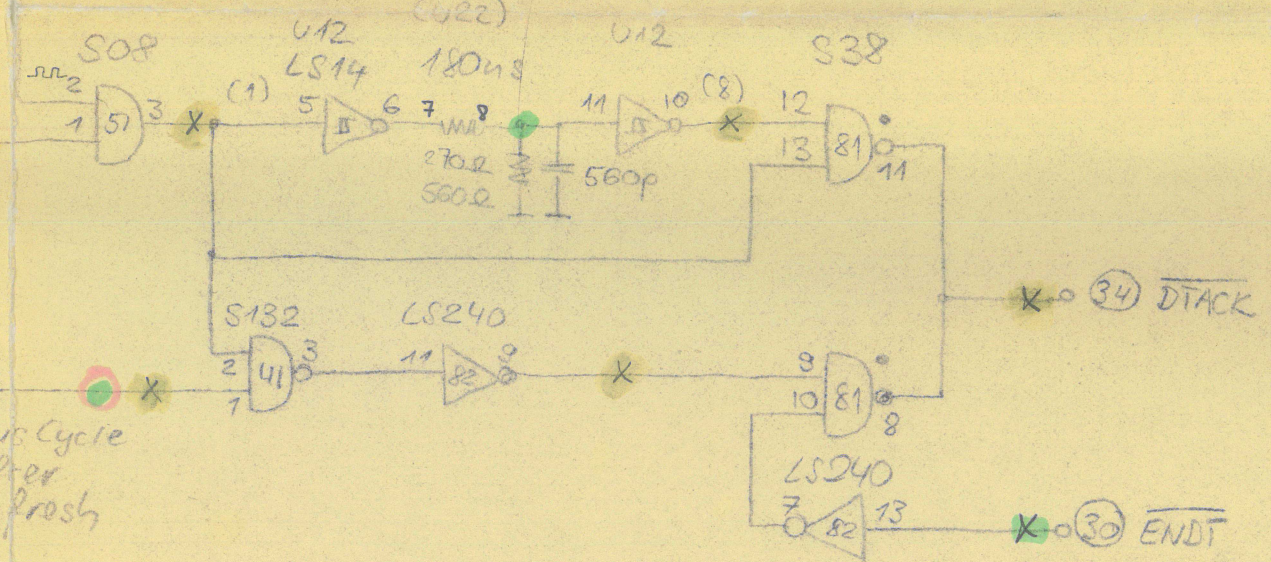 (U22)
S08 U12 U12 S38
LS14 180ns
2 (1) 5 6 7 8 11 10 (8) 12
1 51 3 X X 13 81
270Ω 560p 11
560Ω
S132 LS240 X 34 DTACK
2 41 3 11 82 9 X 9 81
X 1 10 8
Cycle
LS240
7 82 13 X 30 ENDT